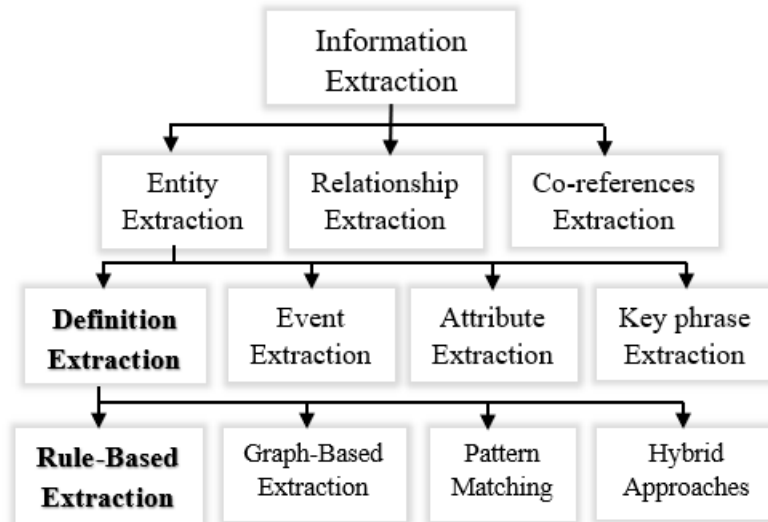 Information
Extraction
Entity
Extraction
Relationship
Extraction
Co-references
Extraction
Definition
Extraction
Event
Extraction
Attribute
Extraction
Key phrase
Extraction
Rule-Based
Extraction
Graph-Based
Extraction
Pattern
Matching
Hybrid
Approaches